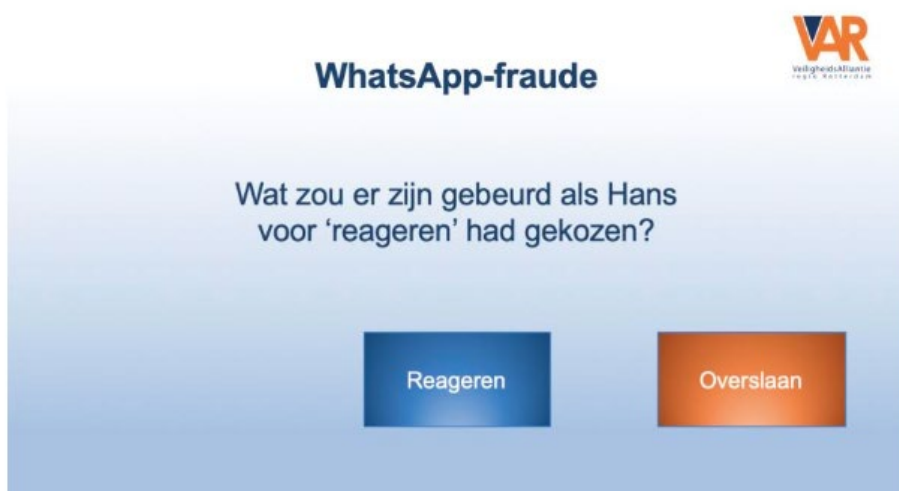 VAR
VeiligheidsAlliantie
regio Rotterdam
WhatsApp-fraude
Wat zou er zijn gebeurd als Hans
voor ‘reageren’ had gekozen?
Reageren
Overslaan